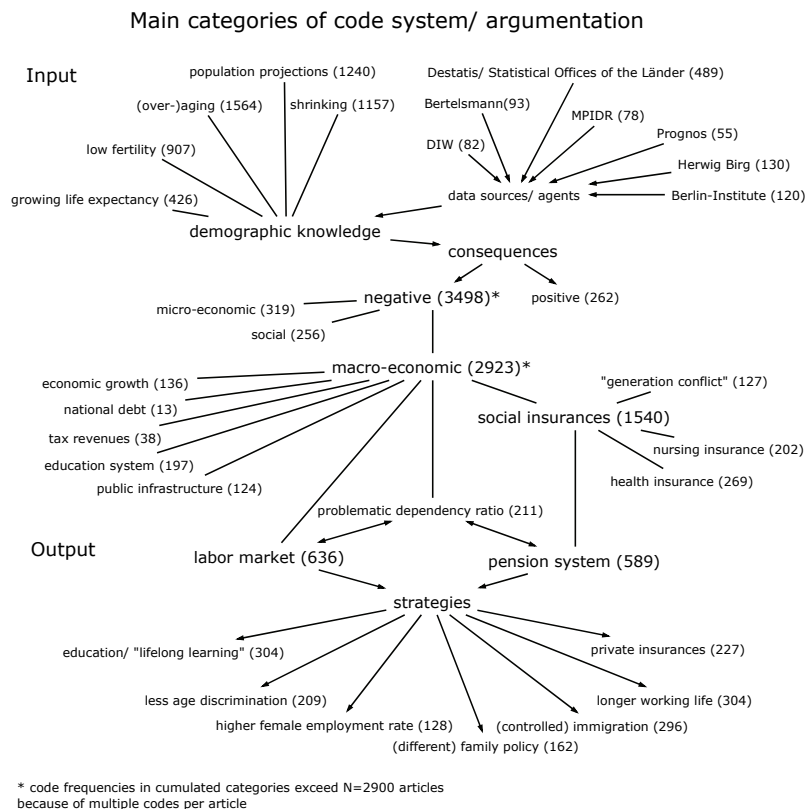 Main categories of code system/ argumentation
Input
population projections (1240)
Destatis/ Statistical Offices of the Länder (489)
(over-)aging (1564)
shrinking (1157)
Bertelsmann(93)
MPIDR (78)
Prognos (55)
low fertility (907)
DIW (82)
Herwig Birg (130)
growing life expectancy (426)
data sources/ agents
Berlin-Institute (120)
demographic knowledge
consequences
negative (3498)*
positive (262)
micro-economic (319)
social (256)
macro-economic (2923)*
economic growth (136)
"generation conflict" (127)
national debt (13)
social insurances (1540)
tax revenues (38)
nursing insurance (202)
education system (197)
health insurance (269)
public infrastructure (124)
problematic dependency ratio (211)
Output
labor market (636)
pension system (589)
strategies
education/ "lifelong learning" (304)
private insurances (227)
less age discrimination (209)
longer working life (304)
higher female employment rate (128)
(controlled) immigration (296)
(different) family policy (162)
* code frequencies in cumulated categories exceed N=2900 articles
because of multiple codes per article